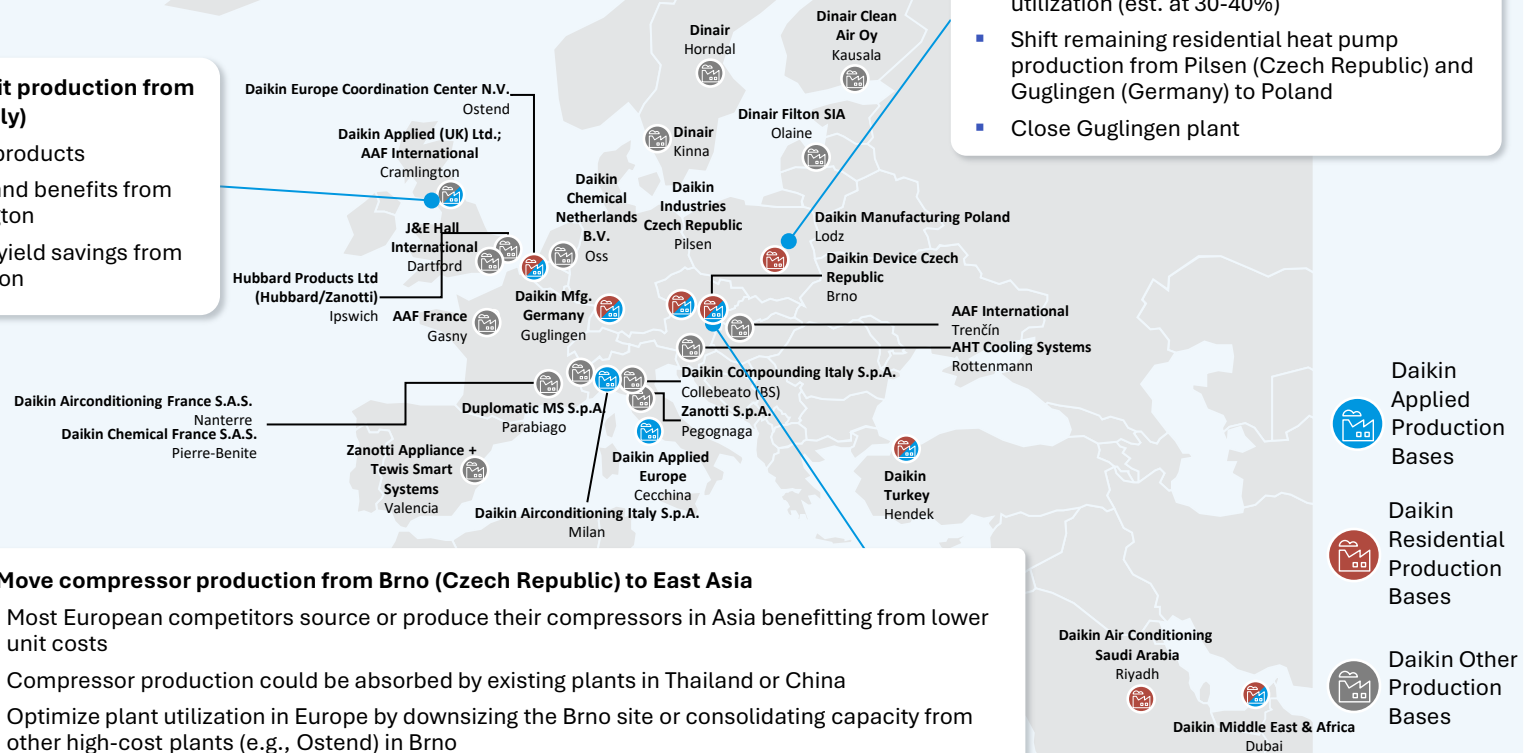 utilization (est. at 30-40%)
Shift remaining residential heat pump
production from Pilsen (Czech Republic) and
Guglingen (Germany) to Poland
Close Guglingen plant
it production from
ly)
products
and benefits from
gton
yield savings from
on
Dinair
Horndal
Dinair Clean
Air Oy
Kausala
Daikin Europe Coordination Center N.V.
Ostend
Daikin Applied (UK) Ltd.;
AAF International
Cramlington
Dinair
Kinna
Dinair Filton SIA
Olaine
Daikin
Chemical
Netherlands
B.V.
Oss
Daikin
Industries
Czech Republic
Pilsen
J&E Hall
International
Dartford
Daikin Manufacturing Poland
Lodz
Daikin Device Czech
Republic
Brno
Hubbard Products Ltd
(Hubbard/Zanotti)
Ipswich
AAF France
Gasny
Daikin Mfg.
Germany
Guglingen
AAF International
Trenčín
AHT Cooling Systems
Rottenmann
Daikin Compounding Italy S.p.A.
Collebeato (BS)
Zanotti S.p.A.
Pegognaga
Daikin Airconditioning France S.A.S.
Nanterre
Daikin Chemical France S.A.S.
Pierre-Benite
Duplomatic MS S.p.A.
Parabiago
Zanotti Appliance +
Tewis Smart
Systems
Valencia
Daikin Applied
Europe
Cecchina
Daikin Airconditioning Italy S.p.A.
Milan
Daikin
Turkey
Hendek
Daikin
Applied
Production
Bases
Daikin
Residential
Production
Bases
Daikin Other
Production
Bases
Move compressor production from Brno (Czech Republic) to East Asia
Most European competitors source or produce their compressors in Asia benefitting from lower
unit costs
Compressor production could be absorbed by existing plants in Thailand or China
Optimize plant utilization in Europe by downsizing the Brno site or consolidating capacity from
other high-cost plants (e.g., Ostend) in Brno
Daikin Air Conditioning
Saudi Arabia
Riyadh
Daikin Middle East & Africa
Dubai